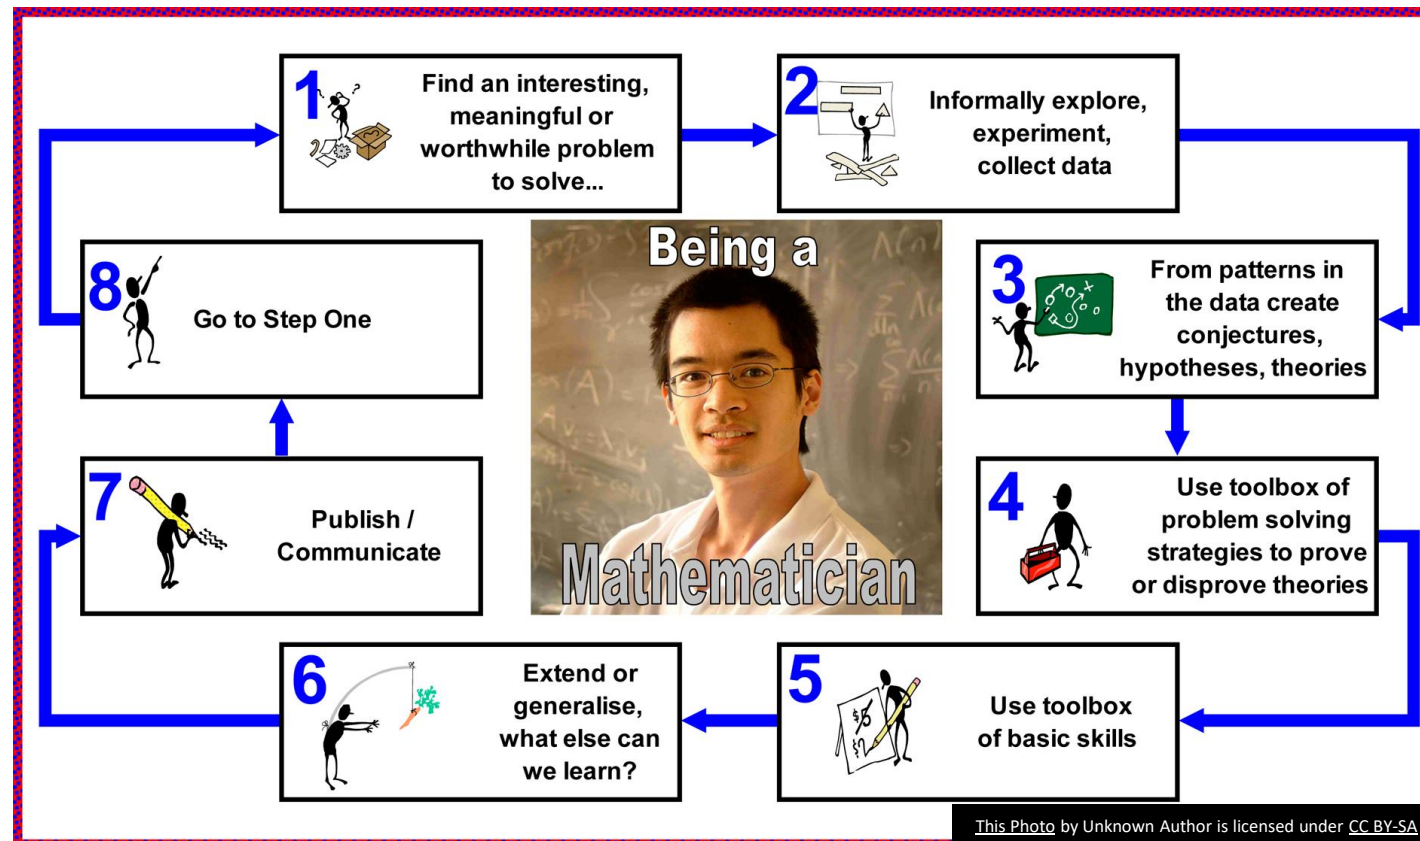 1
Find an interesting,
meaningful or
worthwhile problem
to solve...
2
Informally explore,
experiment,
collect data
3
From patterns in
the data create
conjectures,
hypotheses, theories
4
Use toolbox of
problem solving
strategies to prove
or disprove theories
5
Use toolbox
of basic skills
6
Extend or
generalise,
what else can
we learn?
7
Publish /
Communicate
8
Go to Step One
Being a
Mathematician
This Photo by Unknown Author is licensed under CC BY-SA